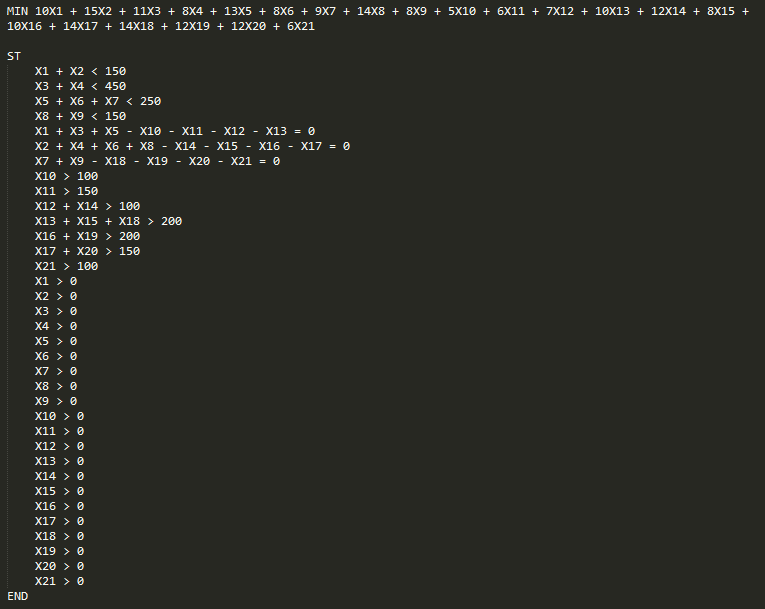 MIN 10X1 + 15X2 + 11X3 + 8X4 + 13X5 + 8X6 + 9X7 + 14X8 + 8X9 + 5X10 + 6X11 + 7X12 + 10X13 + 12X14 + 8X15 +
10X16 + 14X17 + 14X18 + 12X19 + 12X20 + 6X21
ST
X1 + X2 < 150
X3 + X4 < 450
X5 + X6 + X7 < 250
X8 + X9 < 150
X1 + X3 + X5 - X10 - X11 - X12 - X13 = 0
X2 + X4 + X6 + X8 - X14 - X15 - X16 - X17 = 0
X7 + X9 - X18 - X19 - X20 - X21 = 0
X10 > 100
X11 > 150
X12 + X14 > 100
X13 + X15 + X18 > 200
X16 + X19 > 200
X17 + X20 > 150
X21 > 100
X1 > 0
X2 > 0
X3 > 0
X4 > 0
X5 > 0
X6 > 0
X7 > 0
X8 > 0
X9 > 0
X10 > 0
X11 > 0
X12 > 0
X13 > 0
X14 > 0
X15 > 0
X16 > 0
X17 > 0
X18 > 0
X19 > 0
X20 > 0
X21 > 0
END